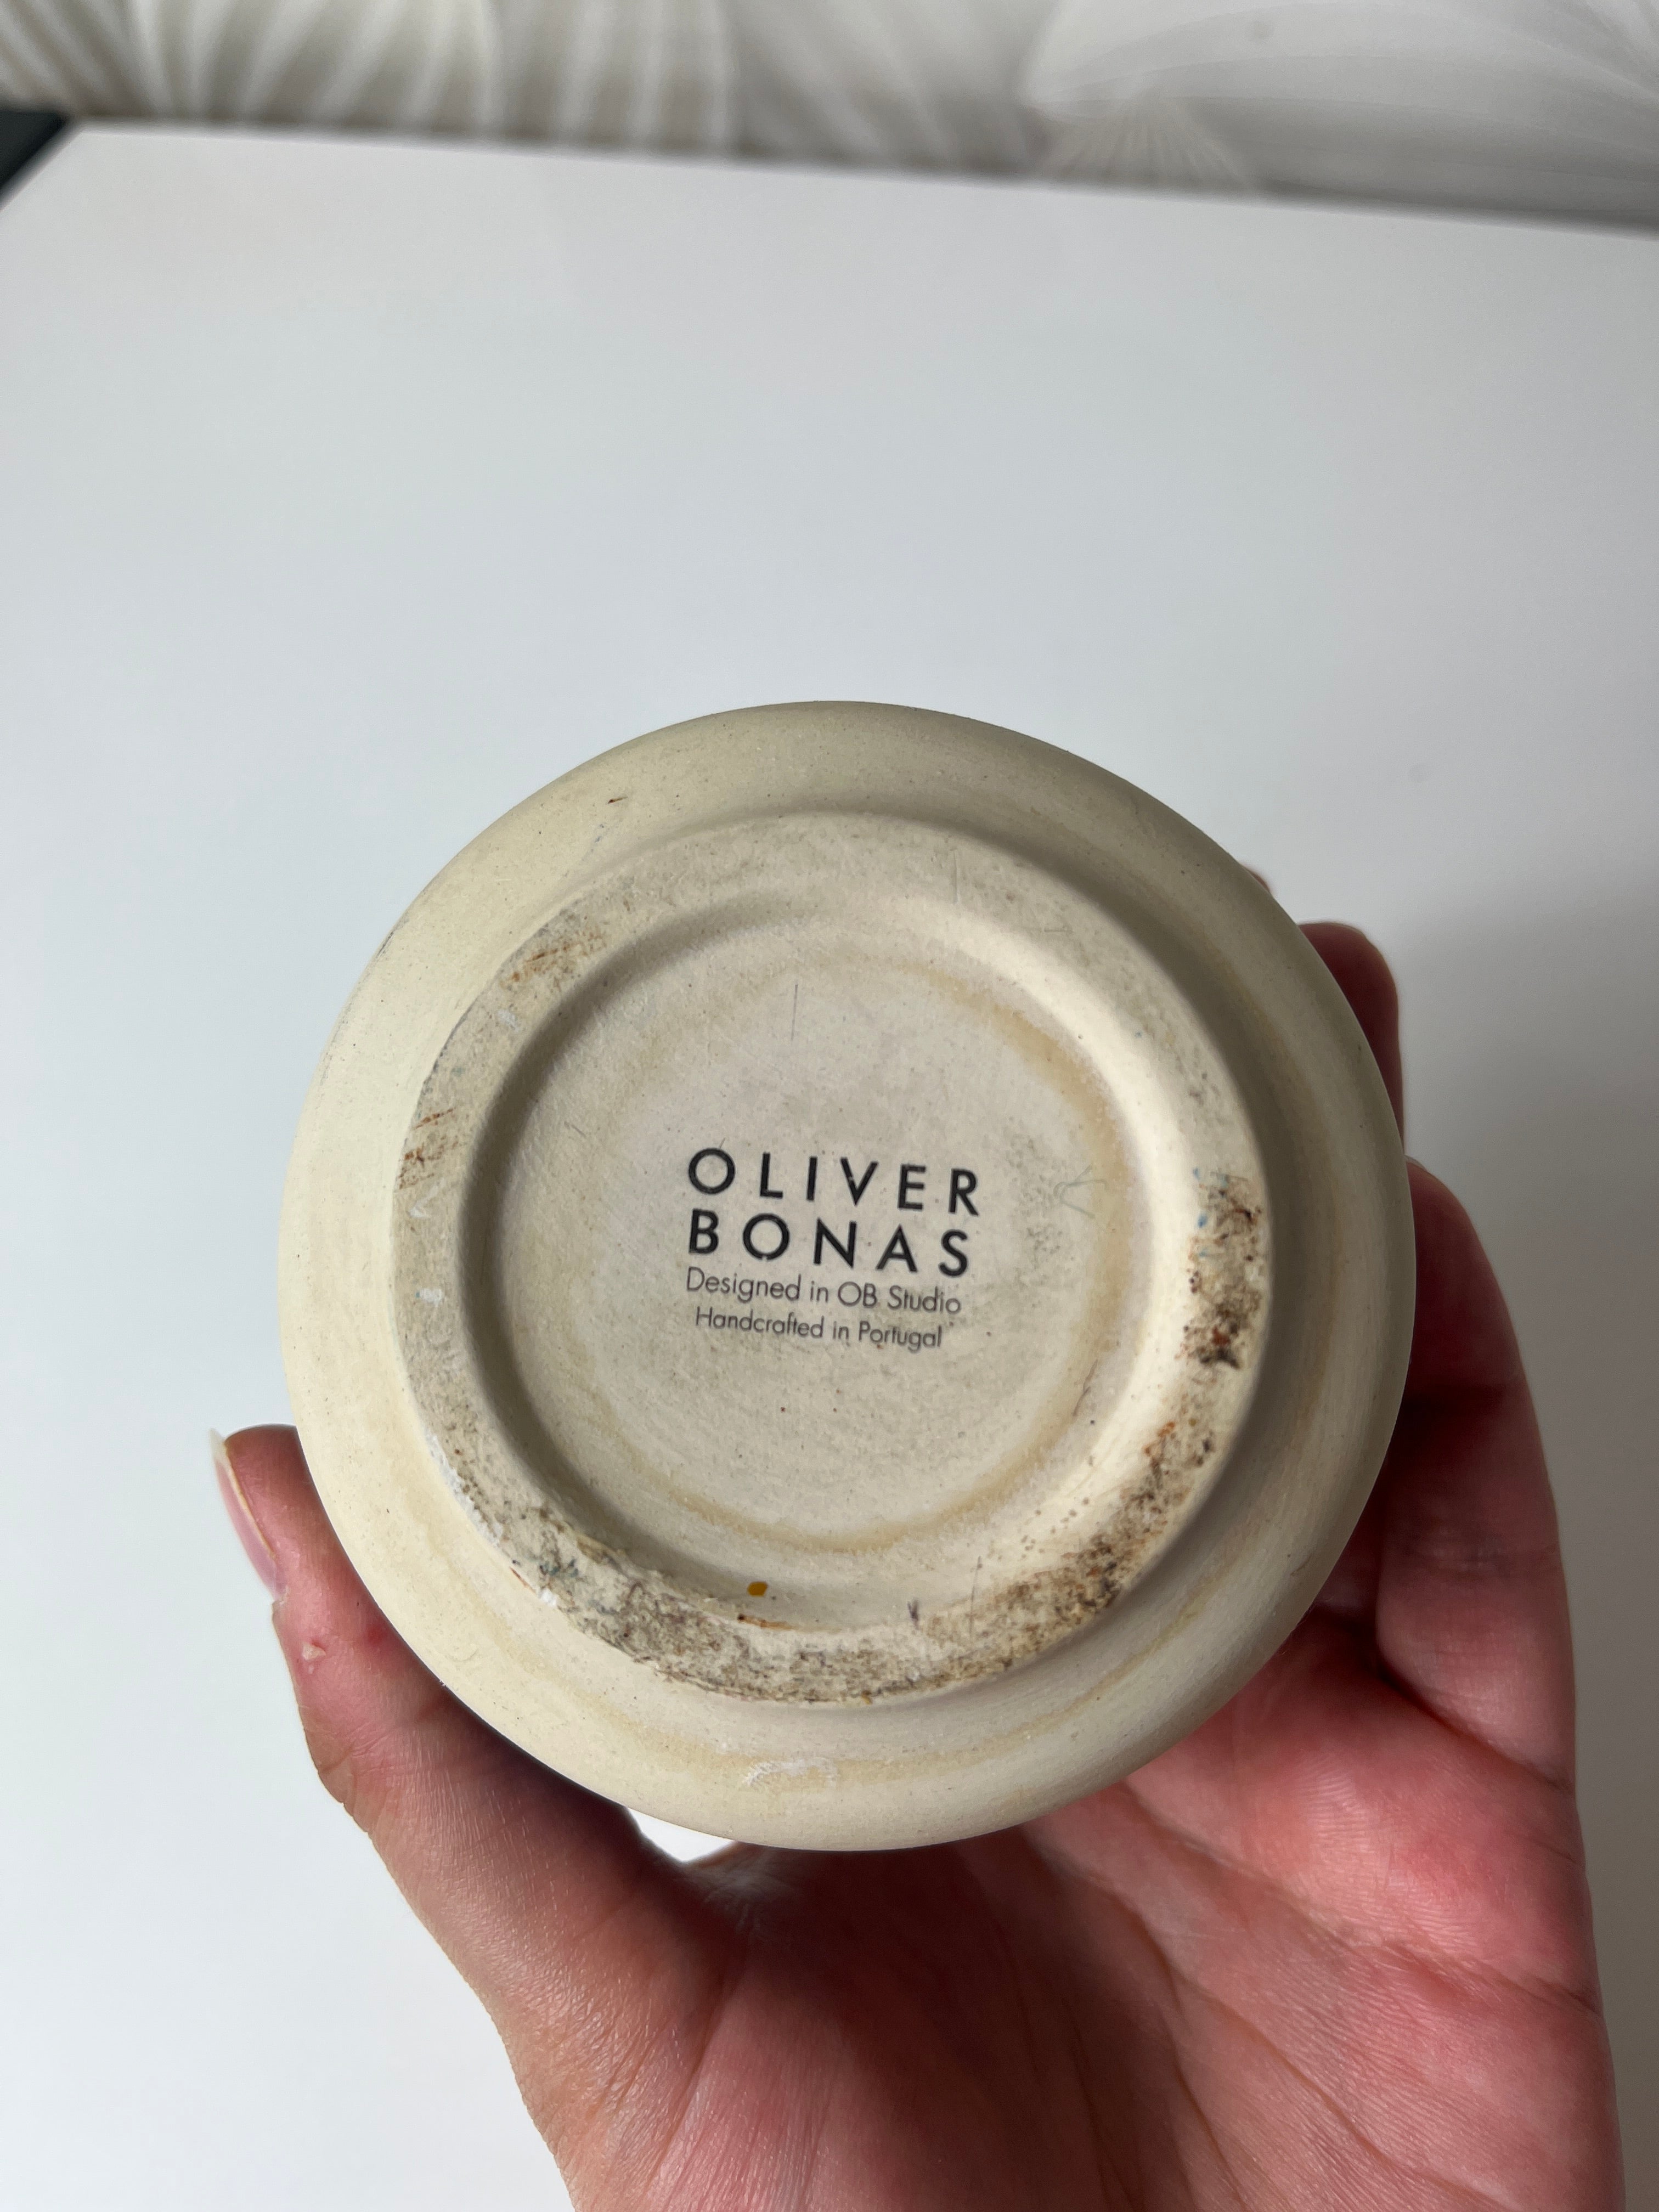 OLIVER
BONAS
Designed in OB Studio
Handcrafted in Portugal